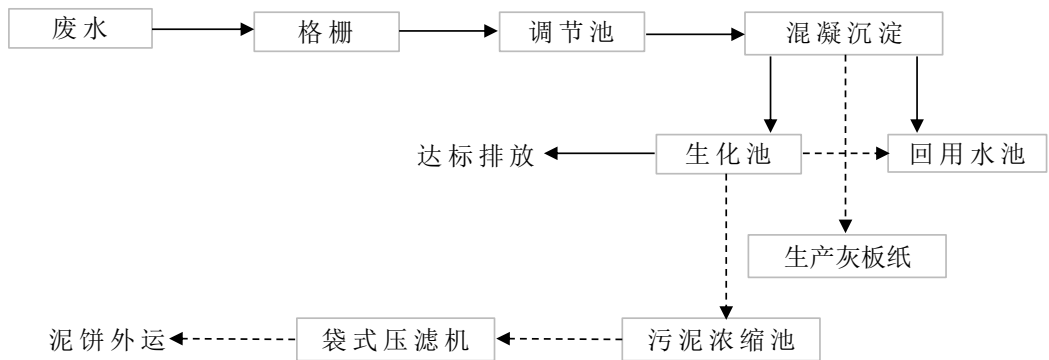 废水
格栅
调节池
混凝沉淀
达标排放
生化池
回用水池
生产灰板纸
泥饼外运
袋式压滤机
污泥浓缩池